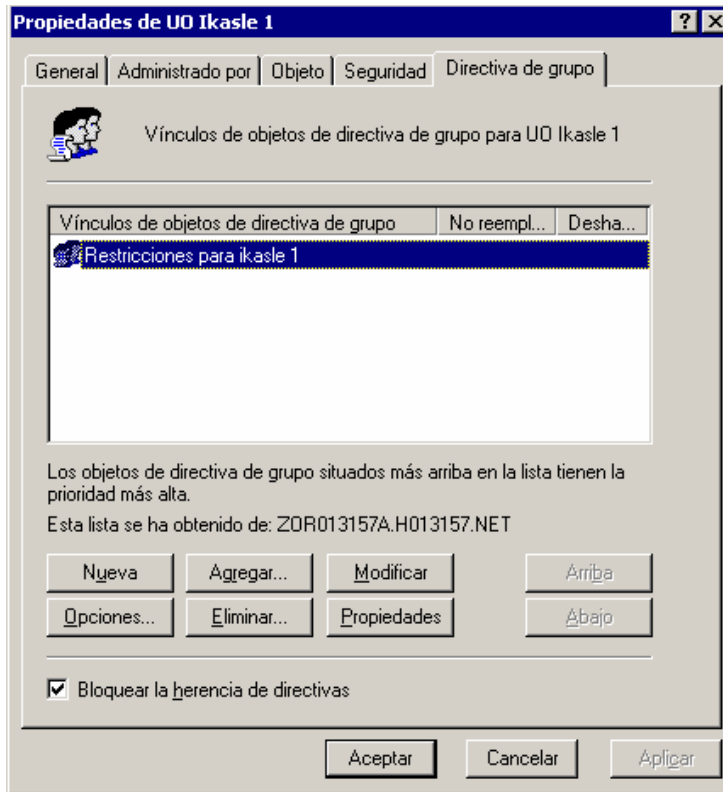 Propiedades de UO Ikasle 1
General Administrado por Objeto Seguridad Directiva de grupo
Vínculos de objetos de directiva de grupo para UO Ikasle 1
Vínculos de objetos de directiva de grupo No reempl... Desha...
Restricciones para ikasle 1
Los objetos de directiva de grupo situados más arriba en la lista tienen la
prioridad más alta.
Esta lista se ha obtenido de: ZOR013157A.H013157.NET
Nueva Agregar... Modificar Arriba
Opciones... Eliminar... Propiedades Abajo
Bloquear la herencia de directivas
Aceptar Cancelar Aplicar